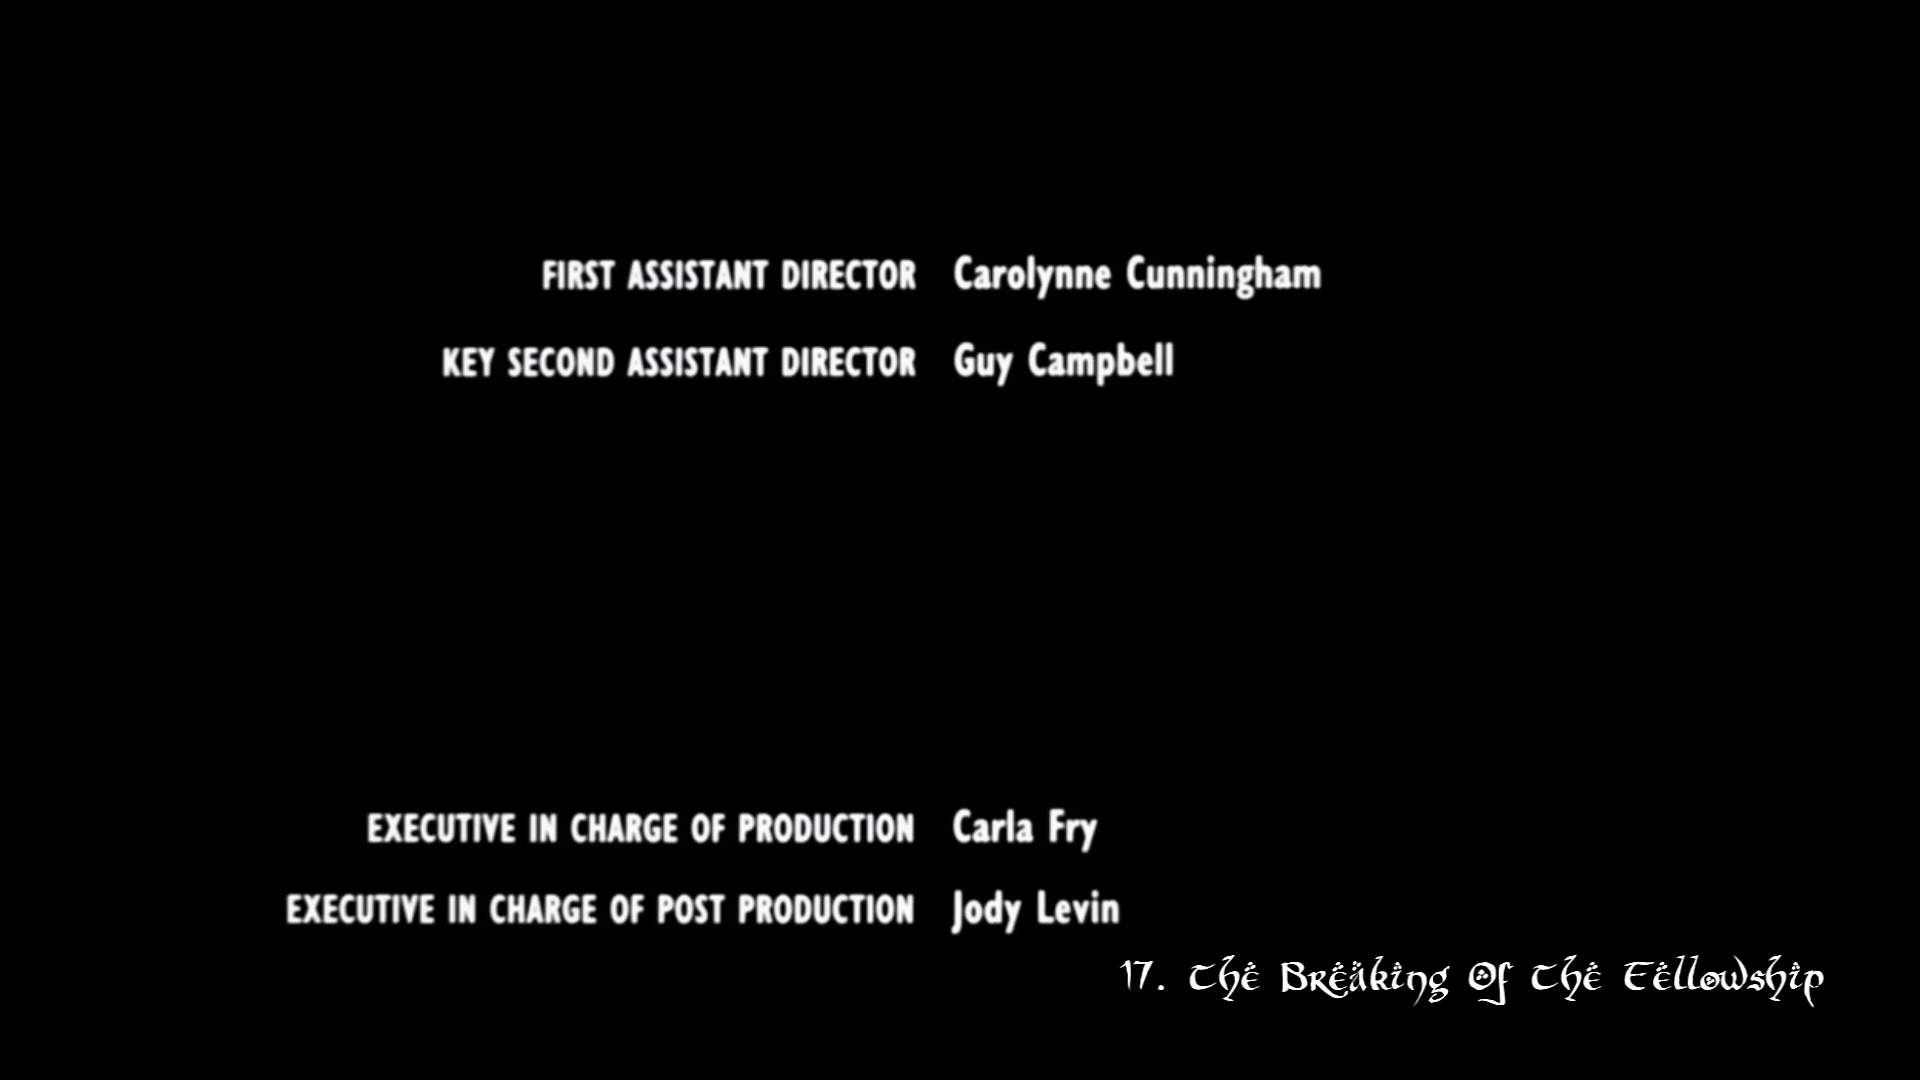 FIRST ASSISTANT DIRECTOR Carolynne Cunningham
KEY SECOND ASSISTANT DIRECTOR Guy Campbell
EXECUTIVE IN CHARGE OF PRODUCTION Carla Fry
EXECUTIVE IN CHARGE OF POST PRODUCTION Jody Levin
17. The Breaking Of The Fellowship